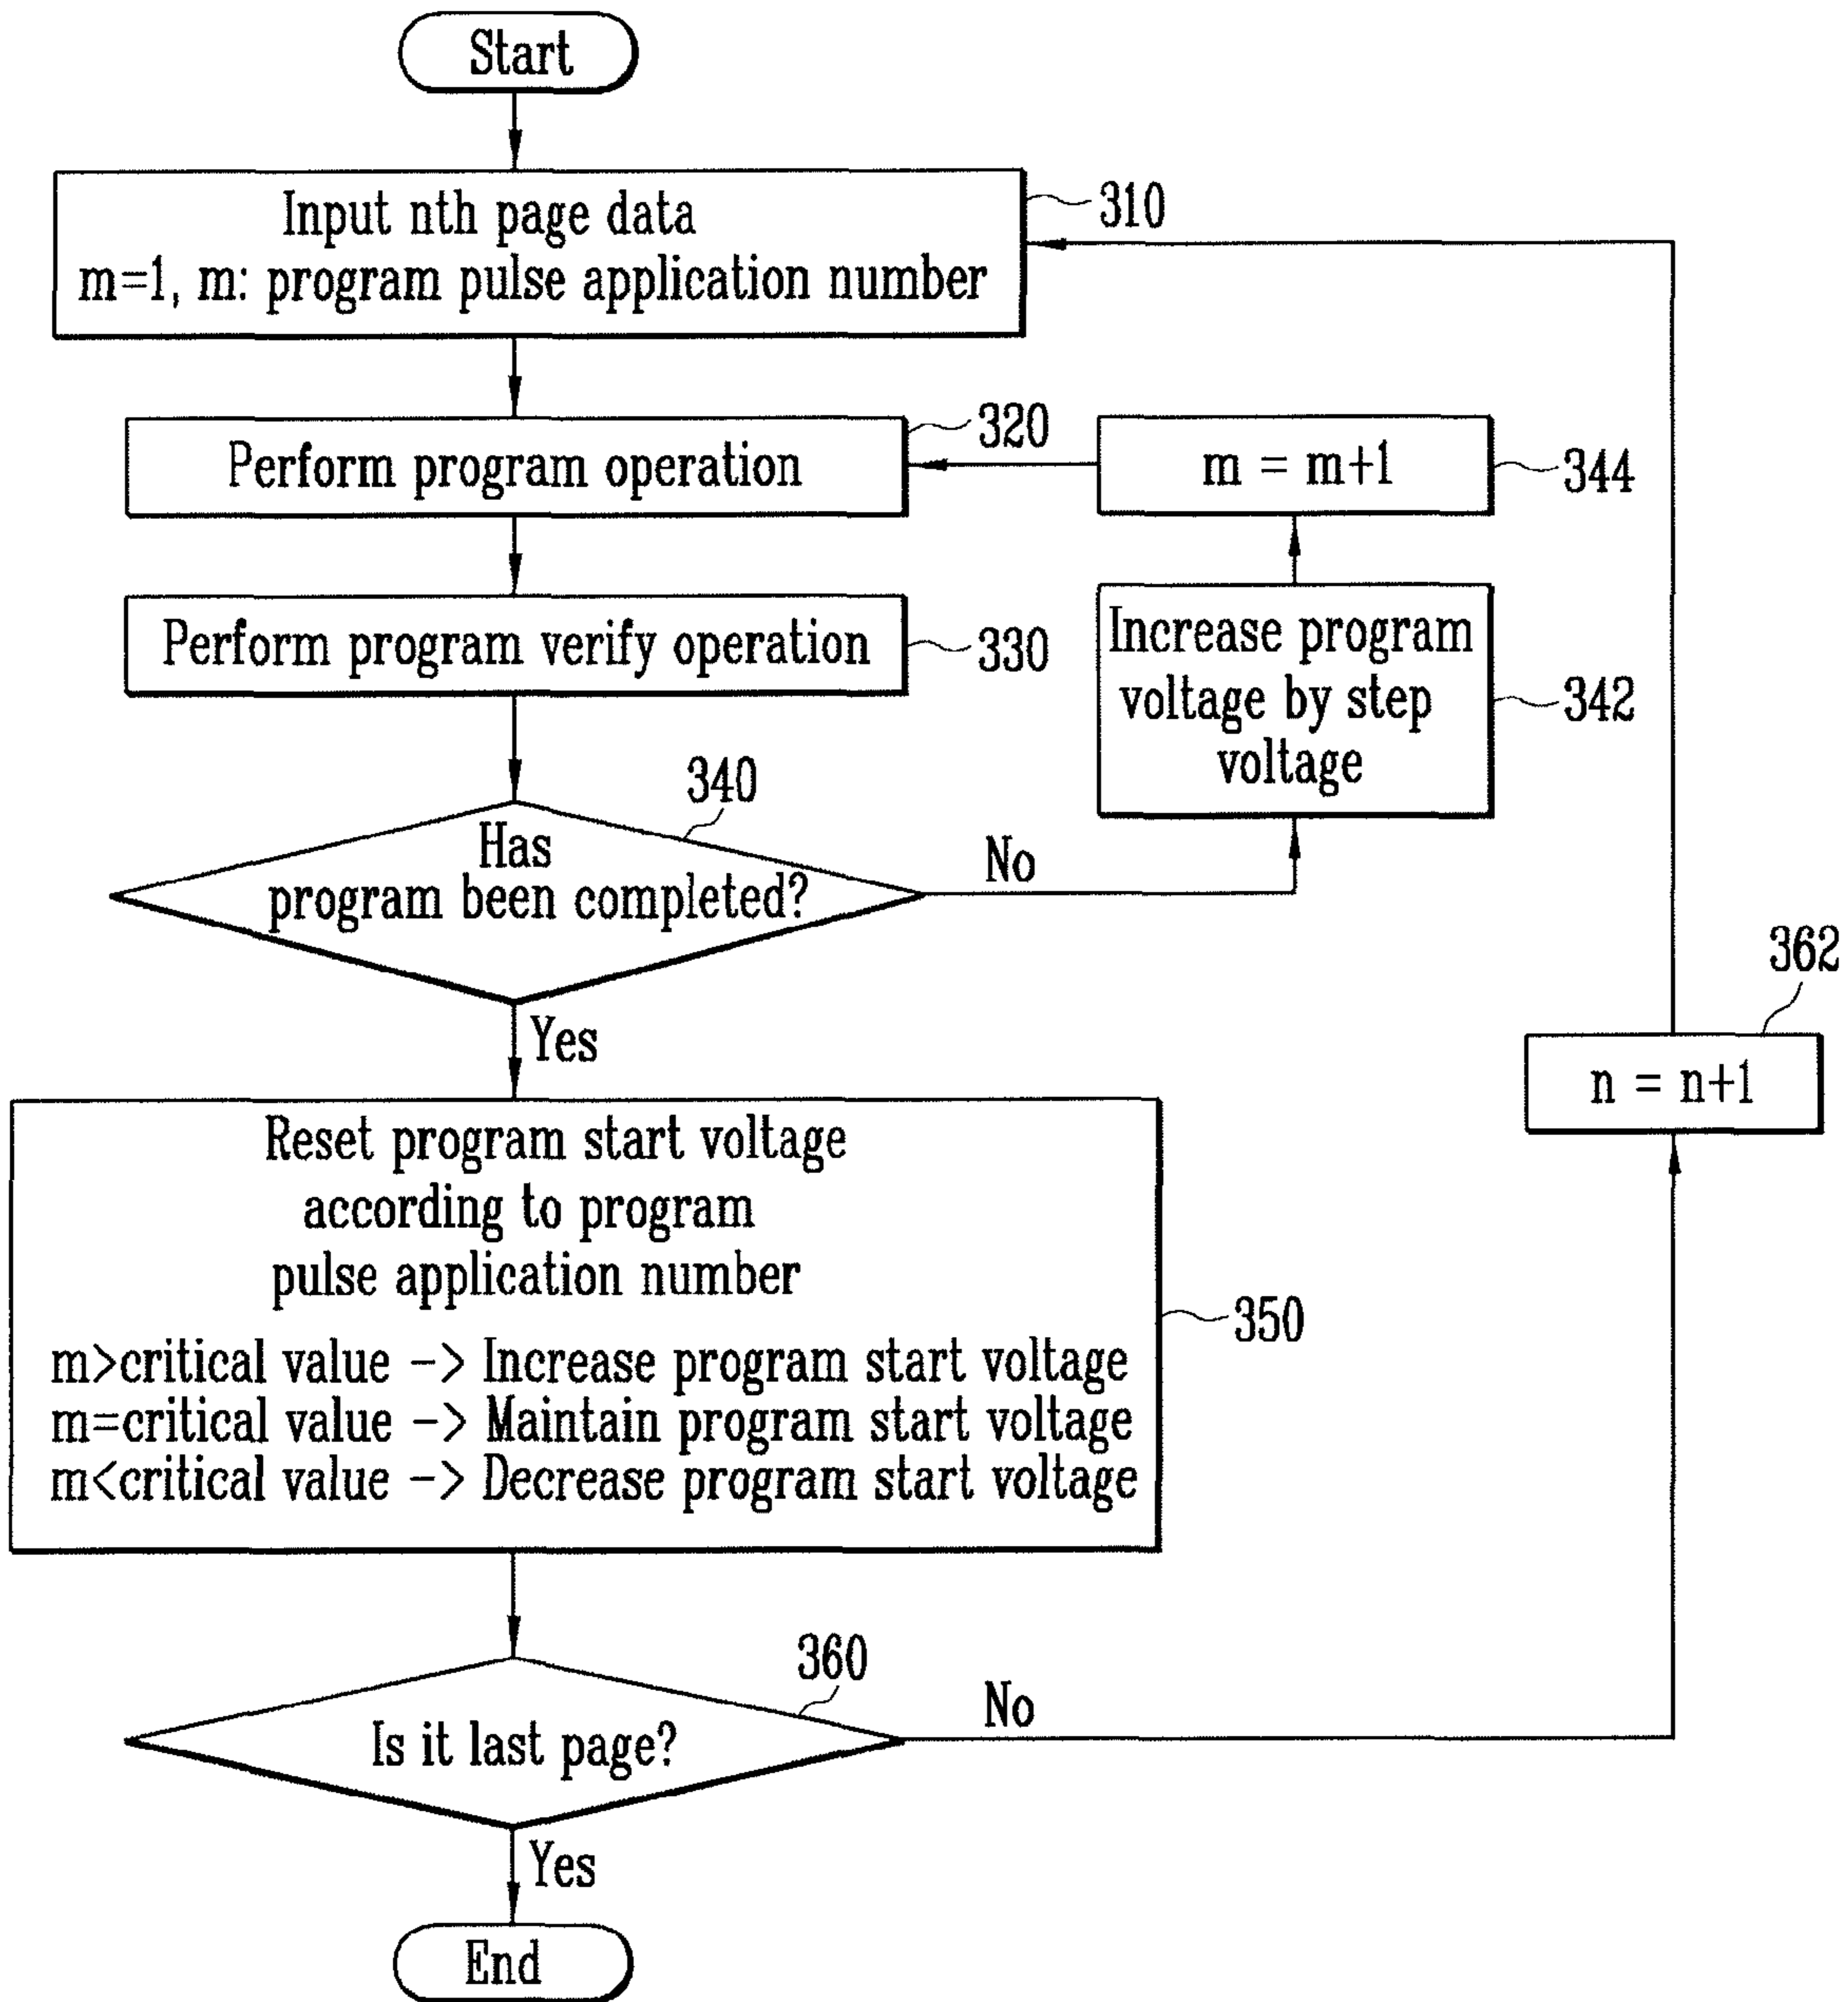 Start
Input nth page data
m=1, m: program pulse application number
310
Perform program operation
320
m = m+1
344
Perform program verify operation
330
Increase program
voltage by step
voltage
342
340
Has
program been completed?
No
Yes
362
n = n+1
Reset program start voltage
according to program
pulse application number
m>critical value -> Increase program start voltage
m=critical value -> Maintain program start voltage
m<critical value -> Decrease program start voltage
350
360
Is it last page?
No
Yes
End